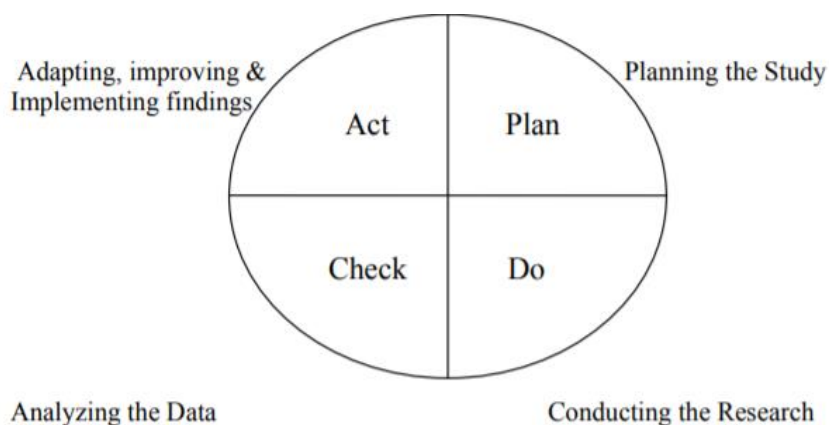 Adapting, improving &
Implementing findings
Planning the Study
Act
Plan
Check
Do
Analyzing the Data
Conducting the Research